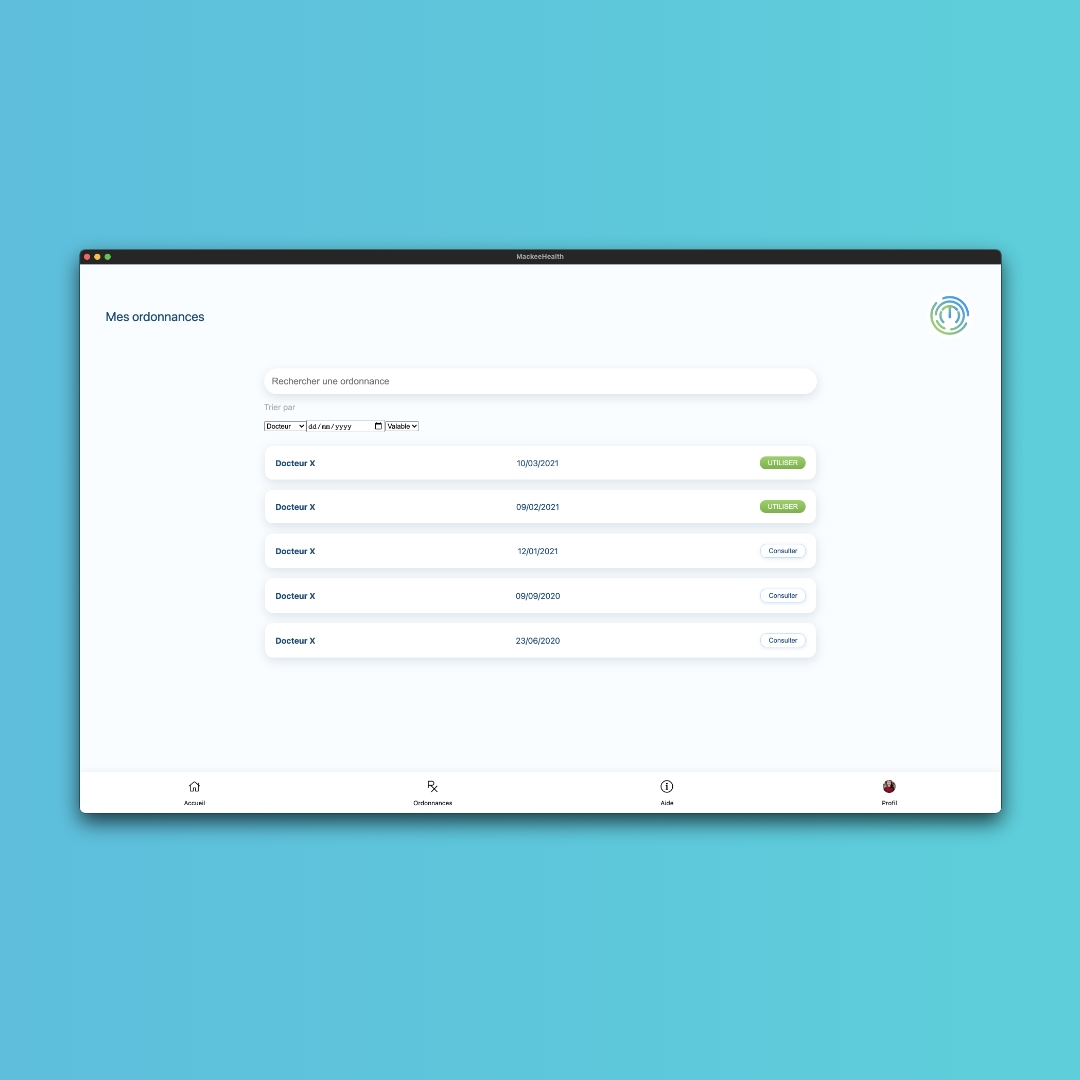 MackeeHealth
Mes ordonnances
Rechercher une ordonnance
Trier par
Docteur dd/mm/yyyy Valable
Docteur X 10/03/2021 UTILISER
Docteur X 09/02/2021 UTILISER
Docteur X 12/01/2021 Consulter
Docteur X 09/09/2020 Consulter
Docteur X 23/06/2020 Consulter
Accueil Ordonnances Aide Profil